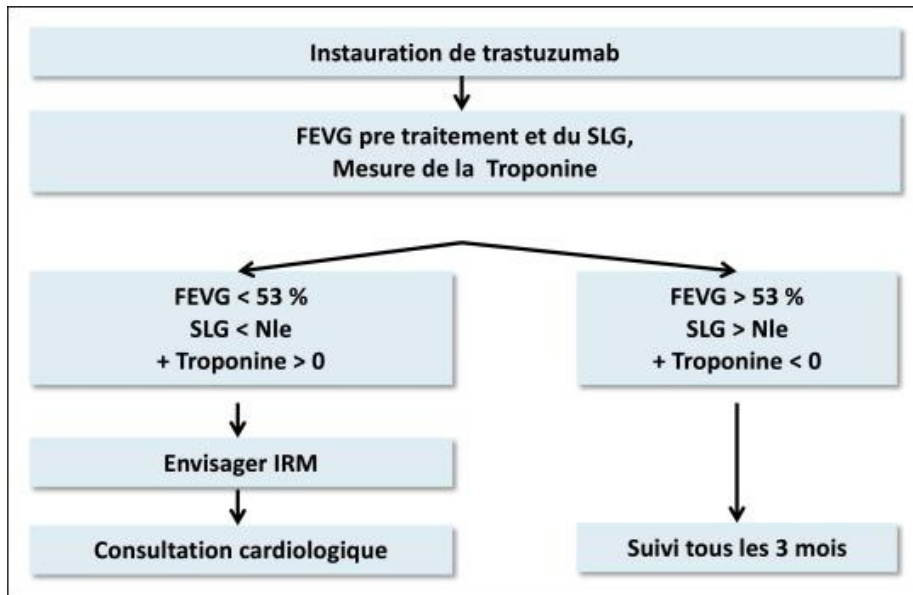 Instauration de trastuzumab
FEVG pre traitement et du SLG,
Mesure de la Troponine
FEVG < 53 %
SLG < Nle
+ Troponine > 0
FEVG > 53 %
SLG > Nle
+ Troponine < 0
Envisager IRM
Consultation cardiologique
Suivi tous les 3 mois